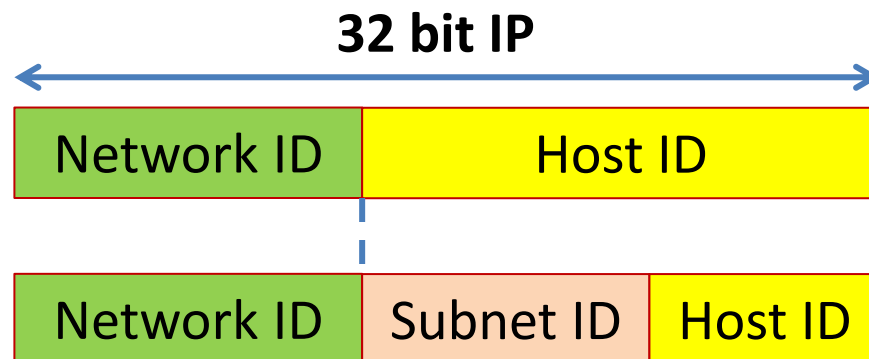 32 bit IP
Network ID Host ID
Network ID Subnet ID Host ID